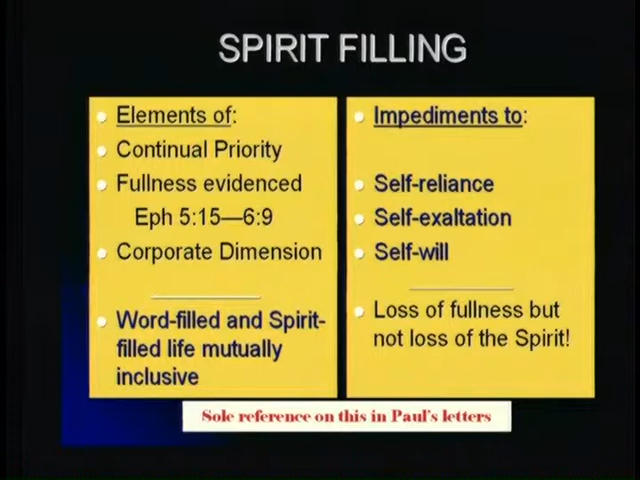 SPIRIT FILLING
Elements of:
Continual Priority
Fullness evidenced
Eph 5:15—6:9
Corporate Dimension
Word-filled and Spirit-
filled life mutually
inclusive
Impediments to:
Self-reliance
Self-exaltation
Self-will
Loss of fullness but
not loss of the Spirit!
Sole reference on this in Paul's letters